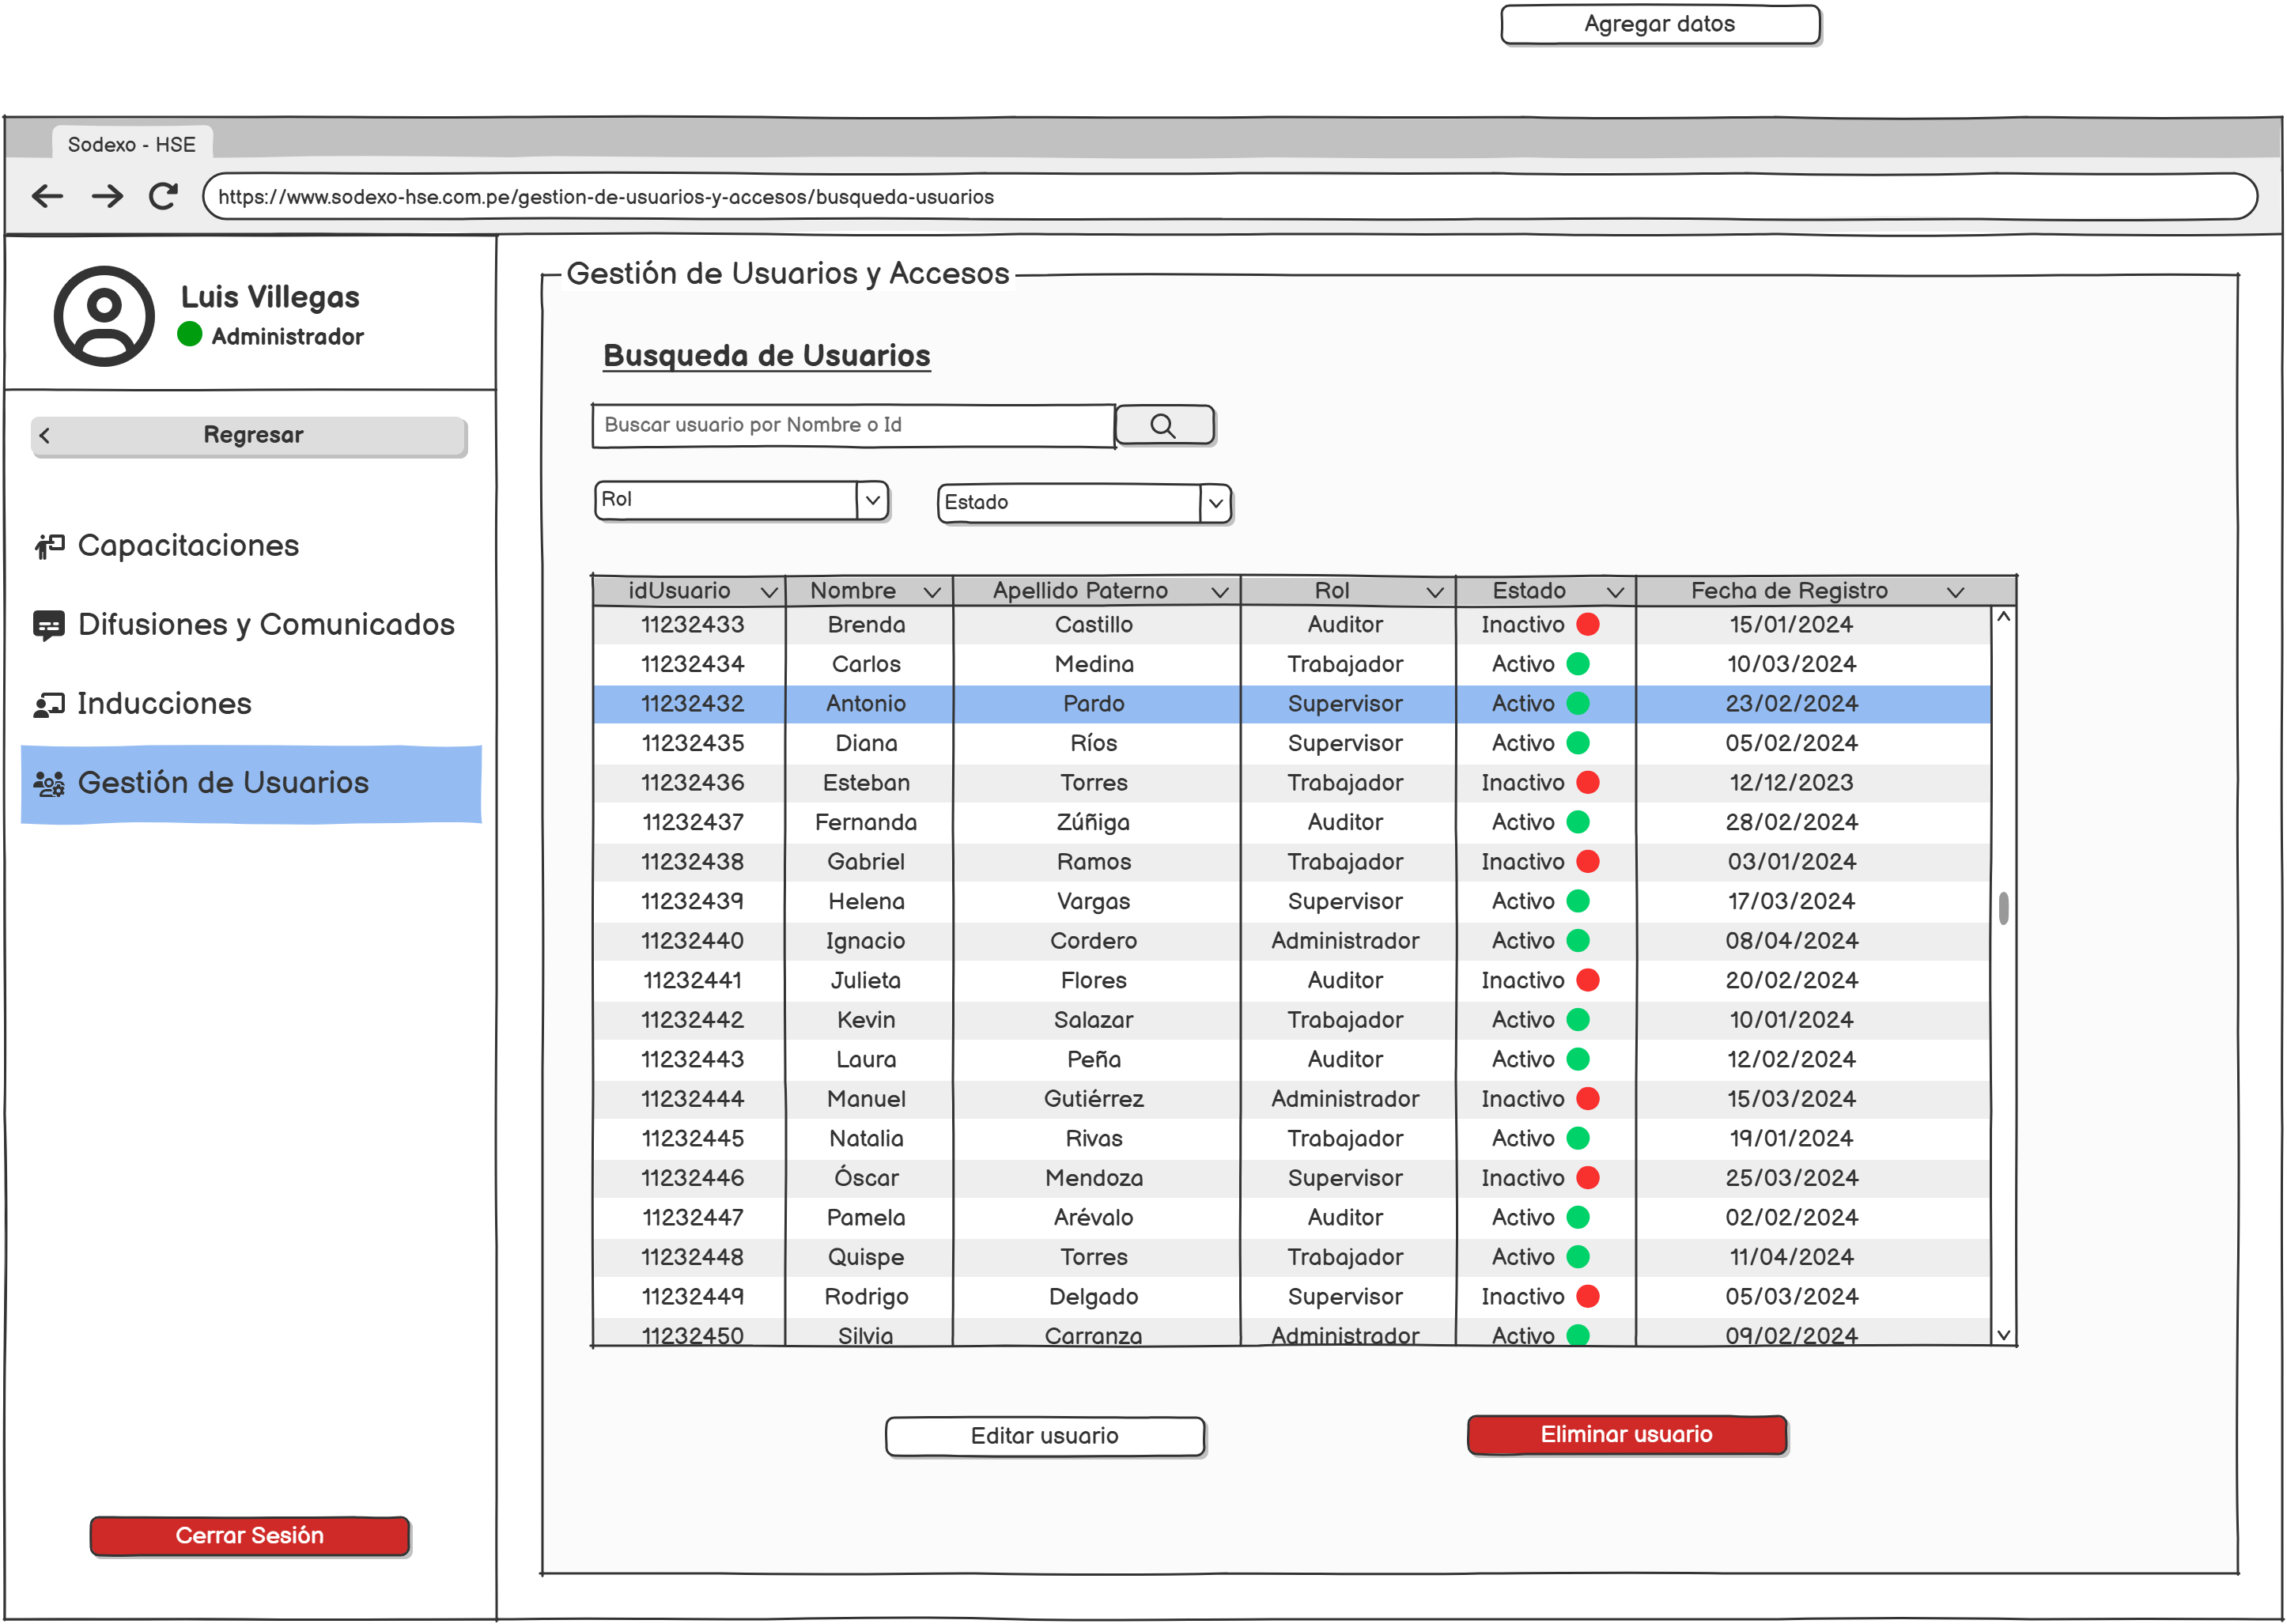 Agregar datos
Sodexo - HSE
https://www.sodexo-hse.com.pe/gestion-de-usuarios-y-accesos/busqueda-usuarios
Luis Villegas
Administrador
Regresar
Capacitaciones
Difusiones y Comunicados
Inducciones
Gestión de Usuarios
Cerrar Sesión
Gestión de Usuarios y Accesos
Busqueda de Usuarios
Buscar usuario por Nombre o Id
Rol Estado
idUsuario Nombre Apellido Paterno Rol Estado Fecha de Registro
11232433 Brenda Castillo Auditor Inactivo 15/01/2024
11232434 Carlos Medina Trabajador Activo 10/03/2024
11232432 Antonio Pardo Supervisor Activo 23/02/2024
11232435 Diana Ríos Supervisor Activo 05/02/2024
11232436 Esteban Torres Trabajador Inactivo 12/12/2023
11232437 Fernanda Zúñiga Auditor Activo 28/02/2024
11232438 Gabriel Ramos Trabajador Inactivo 03/01/2024
11232439 Helena Vargas Supervisor Activo 17/03/2024
11232440 Ignacio Cordero Administrador Activo 08/04/2024
11232441 Julieta Flores Auditor Inactivo 20/02/2024
11232442 Kevin Salazar Trabajador Activo 10/01/2024
11232443 Laura Peña Auditor Activo 12/02/2024
11232444 Manuel Gutiérrez Administrador Inactivo 15/03/2024
11232445 Natalia Rivas Trabajador Activo 19/01/2024
11232446 Óscar Mendoza Supervisor Inactivo 25/03/2024
11232447 Pamela Arévalo Auditor Activo 02/02/2024
11232448 Quispe Torres Trabajador Activo 11/04/2024
11232449 Rodrigo Delgado Supervisor Inactivo 05/03/2024
11232450 Silvia Carranza Administrador Activo 09/02/2024
Editar usuario
Eliminar usuario